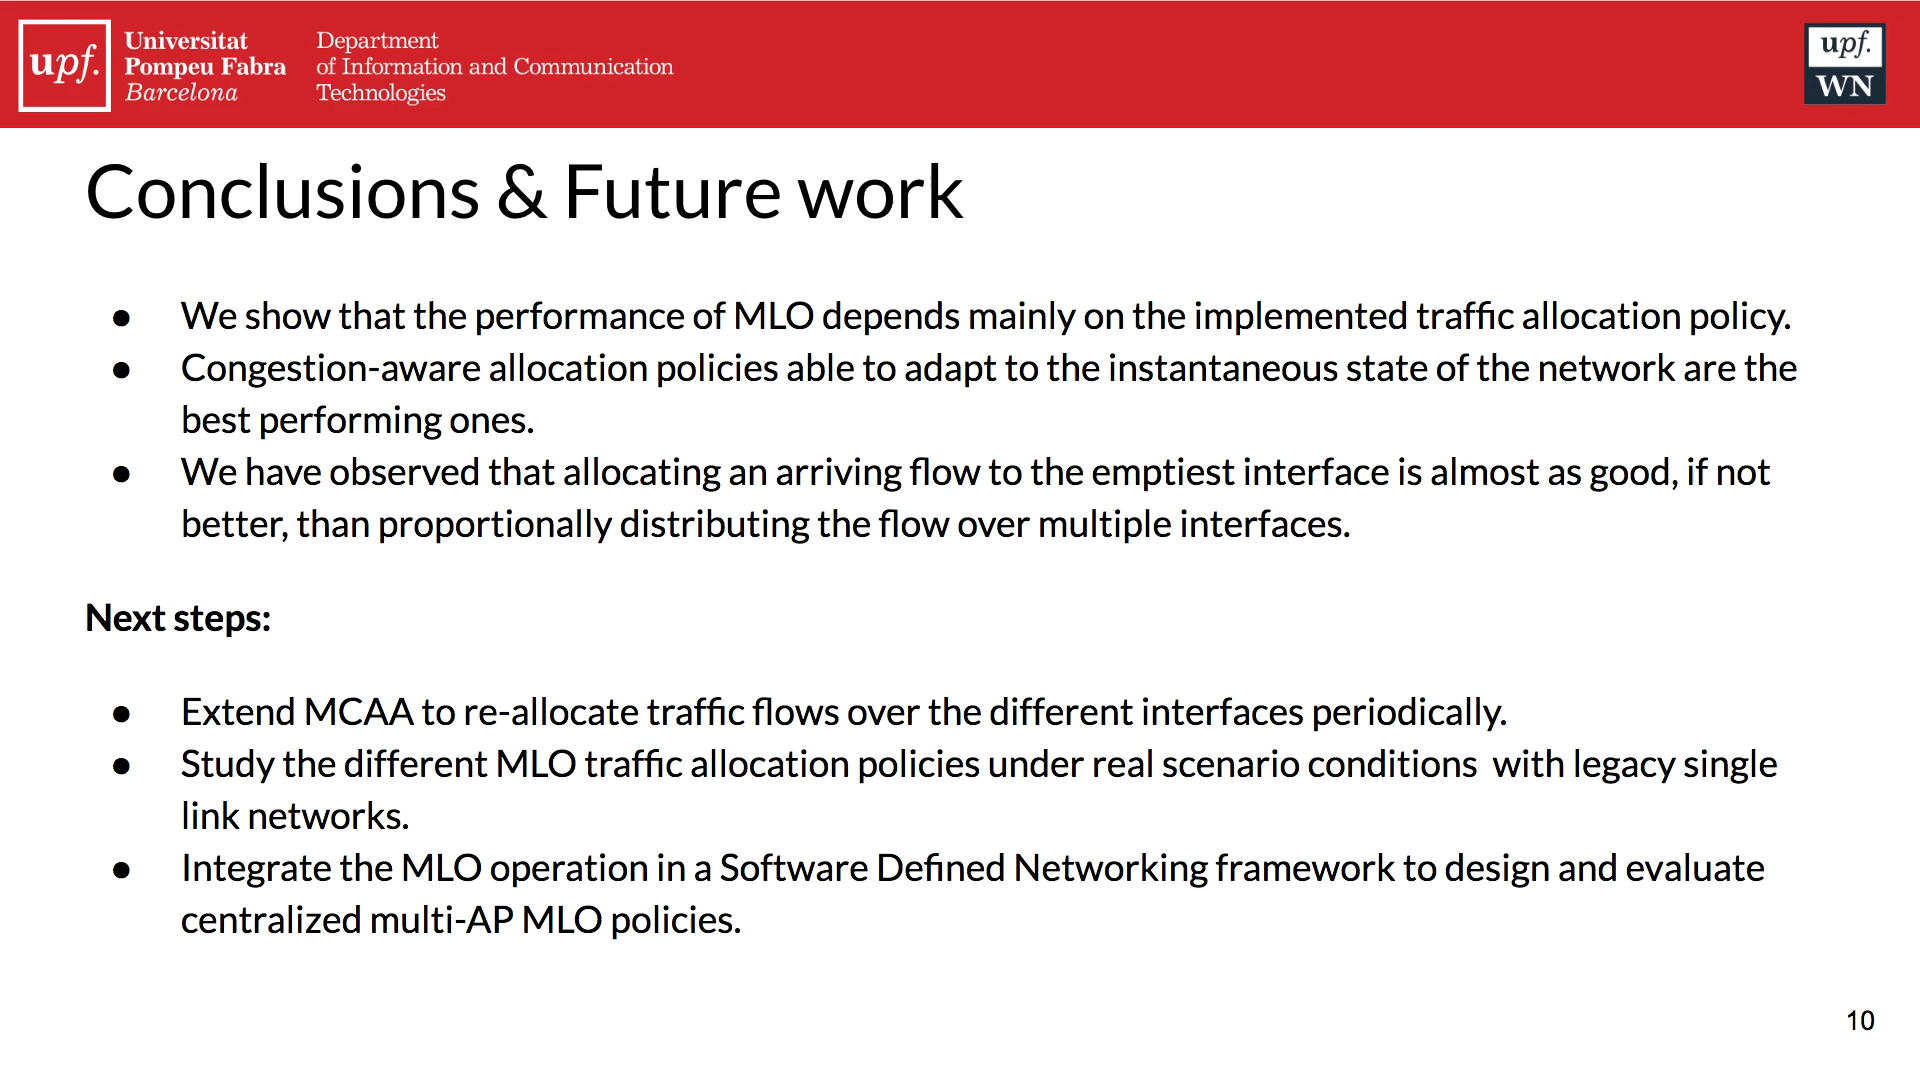 upf.
Universitat
Pompeu Fabra
Barcelona
Department
of Information and Communication
Technologies
upf.
WN
Conclusions & Future work
● We show that the performance of MLO depends mainly on the implemented traffic allocation policy.
● Congestion-aware allocation policies able to adapt to the instantaneous state of the network are the
best performing ones.
● We have observed that allocating an arriving flow to the emptiest interface is almost as good, if not
better, than proportionally distributing the flow over multiple interfaces.
Next steps:
● Extend MCAA to re-allocate traffic flows over the different interfaces periodically.
● Study the different MLO traffic allocation policies under real scenario conditions  with legacy single
link networks.
● Integrate the MLO operation in a Software Defined Networking framework to design and evaluate
centralized multi-AP MLO policies.
10